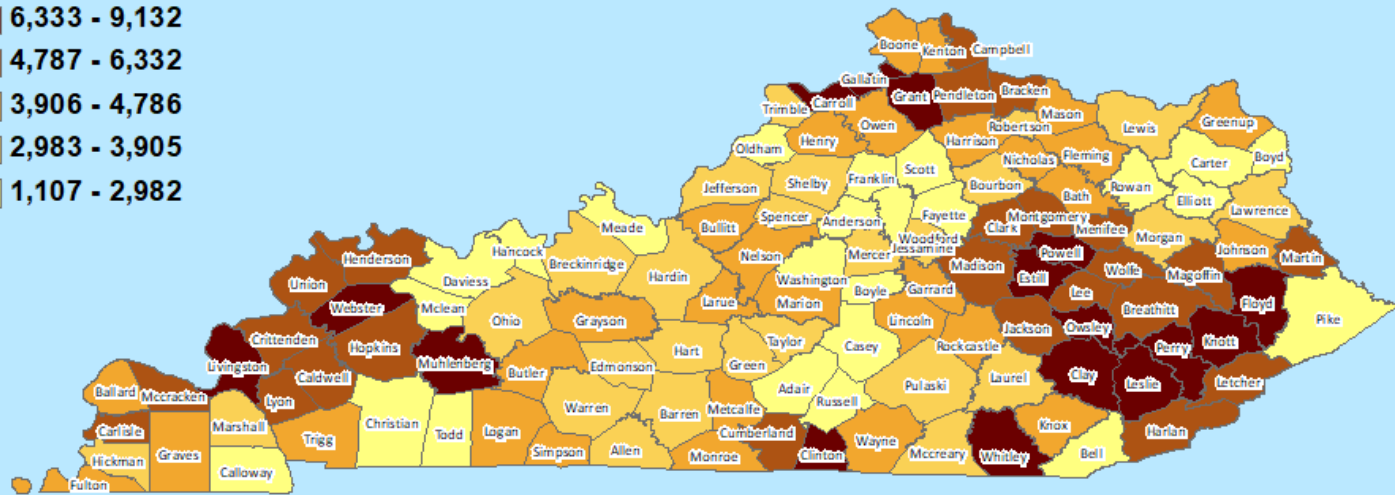 6,333 - 9,132
4,787 - 6,332
3,906 - 4,786
2,983 - 3,905
1,107 - 2,982
Boone
Kenton
Campbell
Gallatin
Trimble
Carroll
Grant
Pendleton
Bracken
Mason
Owen
Robertson
Lewis
Greenup
Oldham
Henry
Harrison
Nicholas
Fleming
Carter
Boyd
Jefferson
Shelby
Franklin
Scott
Bourbon
Bath
Rowan
Elliott
Spencer
Anderson
Fayette
Montgomery
Lawrence
Bullitt
Clark
Menifee
Morgan
Woodford
Jessamine
Meade
Hancock
Breckinridge
Nelson
Mercer
Powell
Johnson
Martin
Henderson
Daviess
Hardin
Washington
Madison
Estill
Wolfe
Magoffin
Union
Boyle
Garrard
Lee
Webster
Mclean
Larue
Marion
Breathitt
Floyd
Pike
Ohio
Grayson
Lincoln
Jackson
Owsley
Crittenden
Hopkins
Rockcastle
Knott
Perry
Muhlenberg
Hart
Taylor
Casey
Livingston
Caldwell
Butler
Edmonson
Green
Clay
Leslie
Letcher
Ballard
Mccracken
Lyon
Adair
Pulaski
Laurel
Russell
Warren
Barren
Metcalfe
Carlisle
Marshall
Christian
Todd
Logan
Cumberland
Knox
Harlan
Trigg
Wayne
Hickman
Graves
Simpson
Allen
Monroe
Clinton
Mccreary
Whitley
Bell
Calloway
Fulton